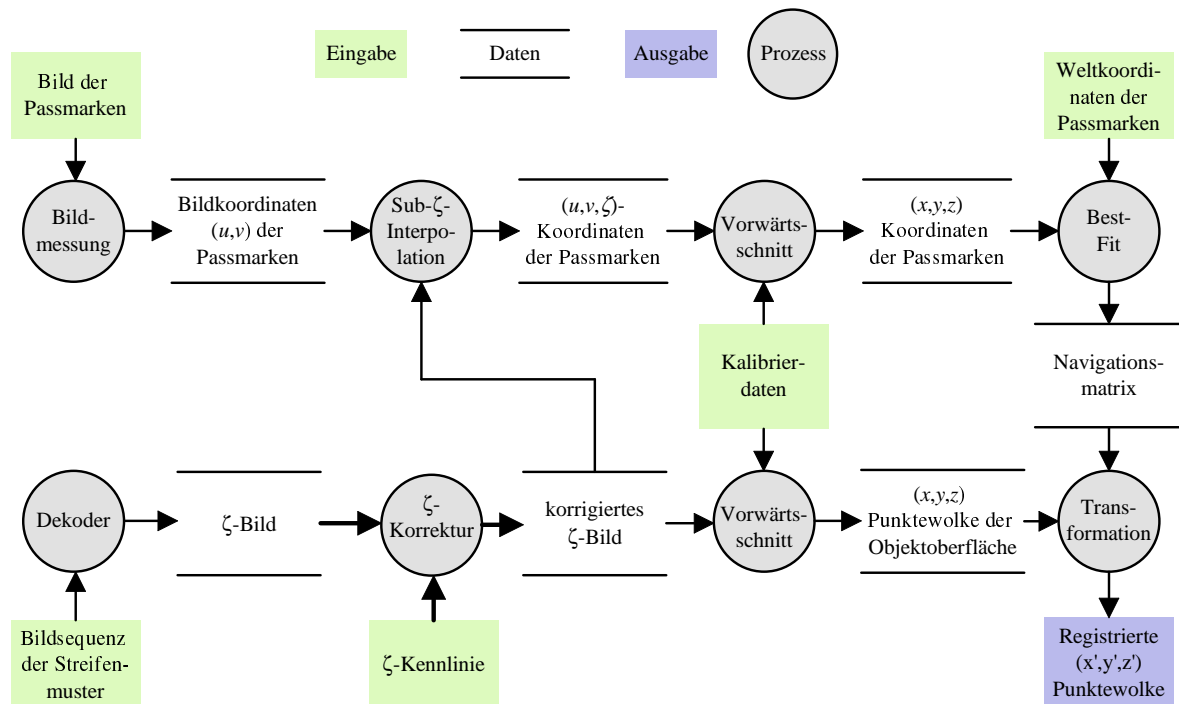 Eingabe
Daten
Ausgabe
Prozess
Bild der
Passmarken
Weltkoordi-
naten der
Passmarken
Bild-
messung
Bildkoordinaten
(u,v) der
Passmarken
Sub-ζ-
Interpo-
lation
(u,v,ζ)-
Koordinaten
der Passmarken
Vorwärts-
schnitt
(x,y,z)
Koordinaten
der Passmarken
Best-
Fit
Kalibrier-
daten
Navigations-
matrix
Dekoder
ζ-Bild
ζ-
Korrektur
korrigiertes
ζ-Bild
Vorwärts-
schnitt
(x,y,z)
Punktewolke der
Objektoberfläche
Trans-
formation
Bildsequenz
der Streifen-
muster
ζ-Kennlinie
Registrierte
(x',y',z')
Punktewolke